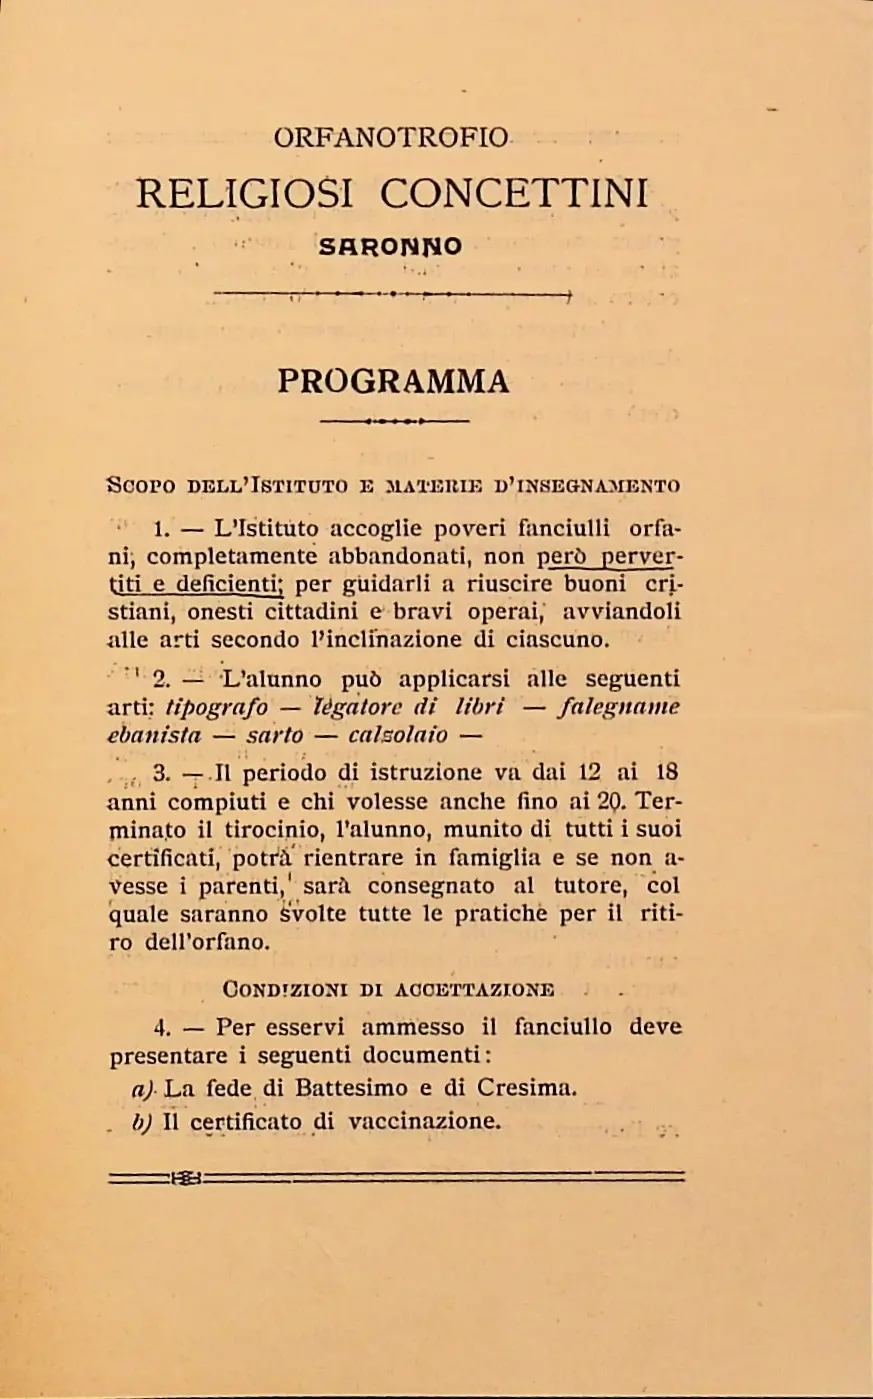 ORFANOTROFIO
RELIGIOSI CONCETTINI
SARONNO
PROGRAMMA
SCOPO DELL'ISTITUTO E MATERIE D'INSEGNAMENTO
1. — L'Istituto accoglie poveri fanciulli orfa-
ni, completamente abbandonati, non però perver-
titi e deficienti; per guidarli a riuscire buoni cri-
stiani, onesti cittadini e bravi operai, avviandoli
alle arti secondo l'inclinazione di ciascuno.
2. — L'alunno può applicarsi alle seguenti
arti: tipografo — legatore di libri — falegname
ebanista — sarto — calzolaio —
3. — Il periodo di istruzione va dai 12 ai 18
anni compiuti e chi volesse anche fino ai 20. Ter-
minato il tirocinio, l'alunno, munito di tutti i suoi
certificati, potrà rientrare in famiglia e se non a-
vesse i parenti, sarà consegnato al tutore, col
quale saranno svolte tutte le pratiche per il riti-
ro dell'orfano.
CONDIZIONI DI ACCETTAZIONE
4. — Per esservi ammesso il fanciullo deve
presentare i seguenti documenti:
a) La fede di Battesimo e di Cresima.
b) Il certificato di vaccinazione.